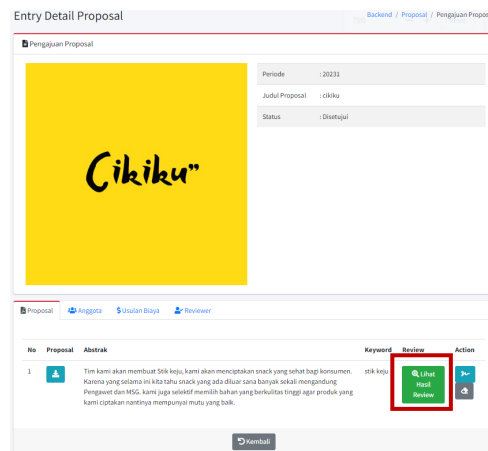 Entry Detail Proposal
Backend / Proposal / Pengajuan Propos
Pengajuan Proposal
Cikiku"
Periode : 20231
Judul Proposal : cikiku
Status : Disetujui
Proposal Anggota Usulan Biaya Reviewer
No Proposal Abstrak Keyword Review Action
1 Tim kami akan membuat Stik keju, kami akan menciptakan snack yang sehat bagi konsumen. stik keju Lihat
Karena yang selama ini kita tahu snack yang ada diluar sana banyak sekali mengandung Hasil
Pengawet dan MSG. kami juga selektif memilih bahan yang berkulitas tinggi agar produk yang Review
kami ciptakan nantinya mempunyai mutu yang baik.
Kembali